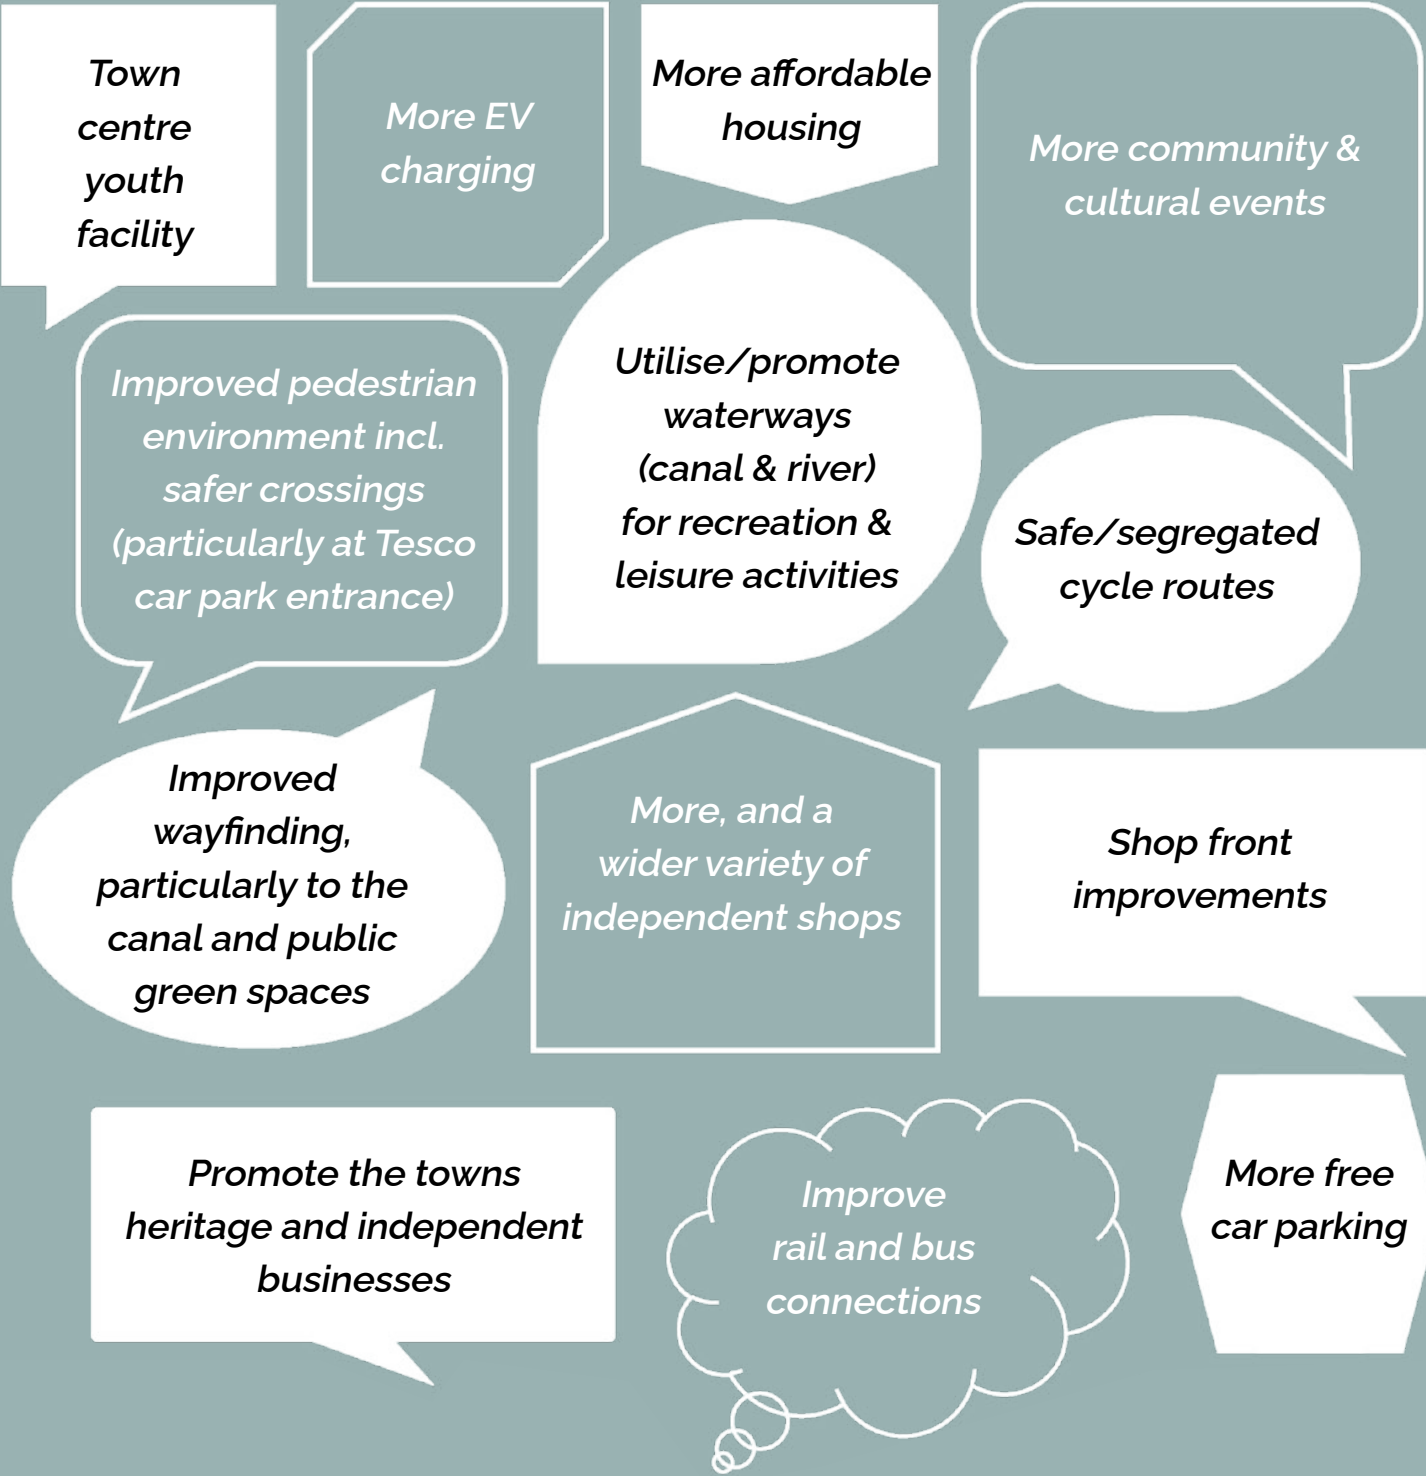 Town
centre
youth
facility
More EV
charging
More affordable
housing
More community &
cultural events
Improved pedestrian
environment incl.
safer crossings
(particularly at Tesco
car park entrance)
Utilise/promote
waterways
(canal & river)
for recreation &
leisure activities
Safe/segregated
cycle routes
Improved
wayfinding,
particularly to the
canal and public
green spaces
More, and a
wider variety of
independent shops
Shop front
improvements
Promote the towns
heritage and independent
businesses
Improve
rail and bus
connections
More free
car parking